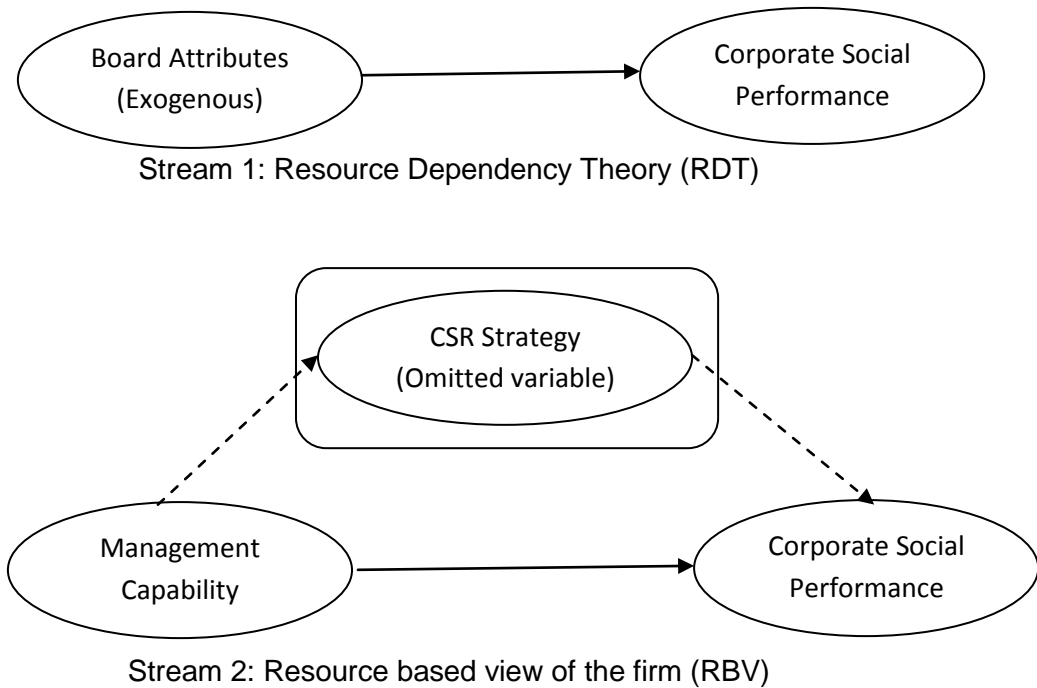 Board Attributes
(Exogenous)
Corporate Social
Performance
Stream 1: Resource Dependency Theory (RDT)
CSR Strategy
(Omitted variable)
Management
Capability
Corporate Social
Performance
Stream 2: Resource based view of the firm (RBV)